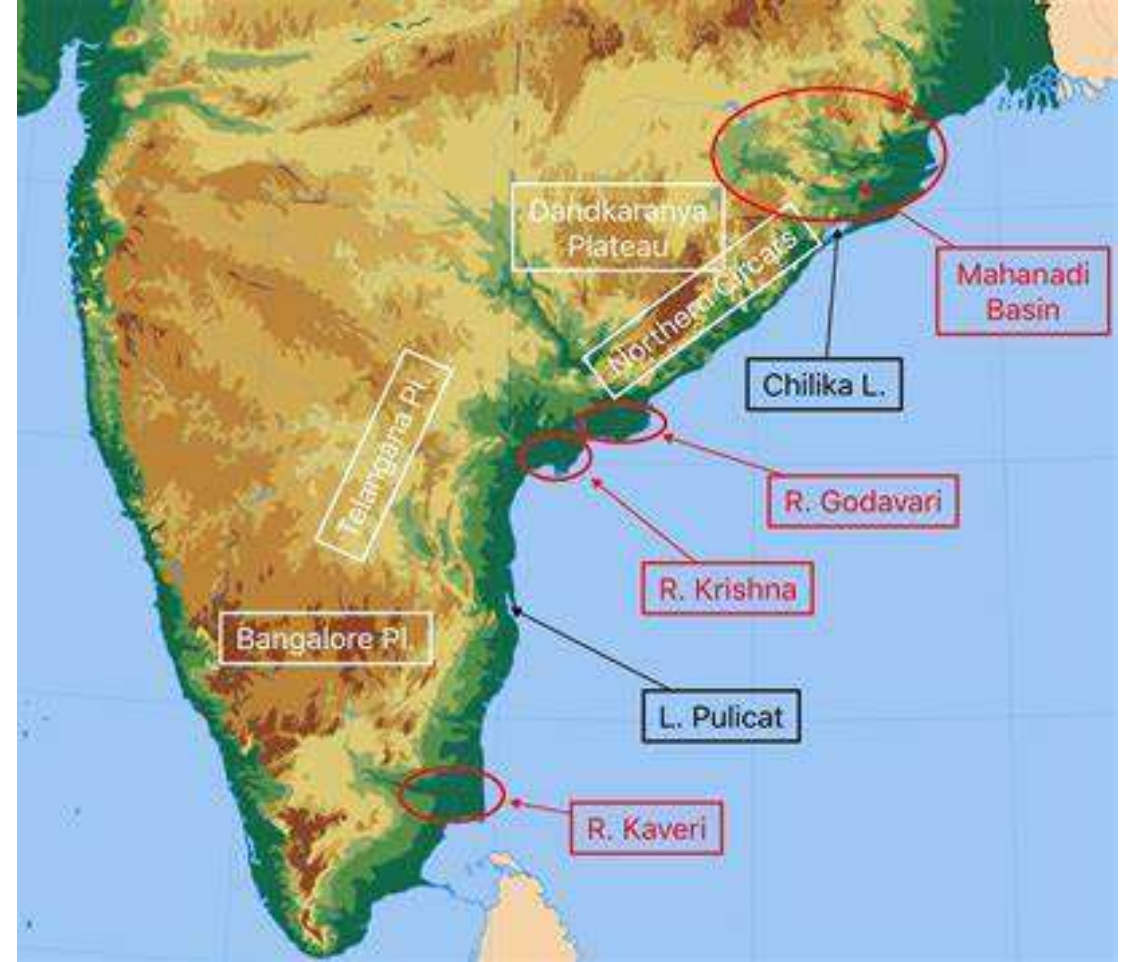 Dandkaranya
Plateau
Northern Circars
Mahanadi
Basin
Chilika L.
Telangana Pl.
R. Godavari
R. Krishna
Bangalore Pl.
L. Pulicat
R. Kaveri